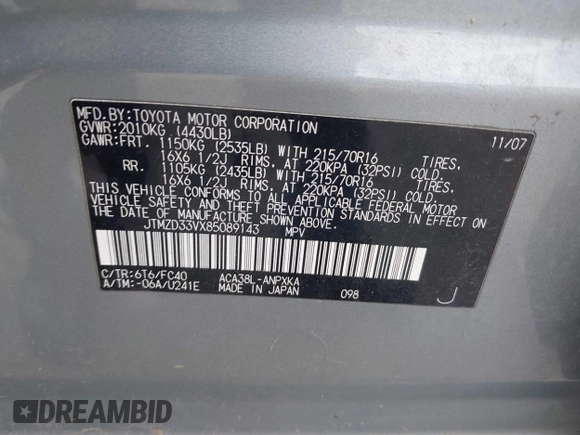 MFD.BY:TOYOTA MOTOR CORPORATION 11/07
GVWR:2010KG (4430LB)
GAWR:FRT. 1150KG (2535LB) WITH 215/70R16 TIRES.
16X6 1/2J RIMS. AT 220KPA (32PSI) COLD.
RR. 1105KG (2435LB) WITH 215/70R16 TIRES.
16X6 1/2J RIMS. AT 220KPA (32PSI) COLD.
THIS VEHICLE CONFORMS TO ALL APPLICABLE FEDERAL MOTOR
VEHICLE SAFETY AND THEFT PREVENTION STANDARDS IN EFFECT ON
THE DATE OF MANUFACTURE SHOWN ABOVE.
JTMZD33VX85089143 MPV
C/TR:6T6/FC40 ACA38L-ANPXKA
A/TM:-06A/U241E MADE IN JAPAN 098 J
DREAMBID